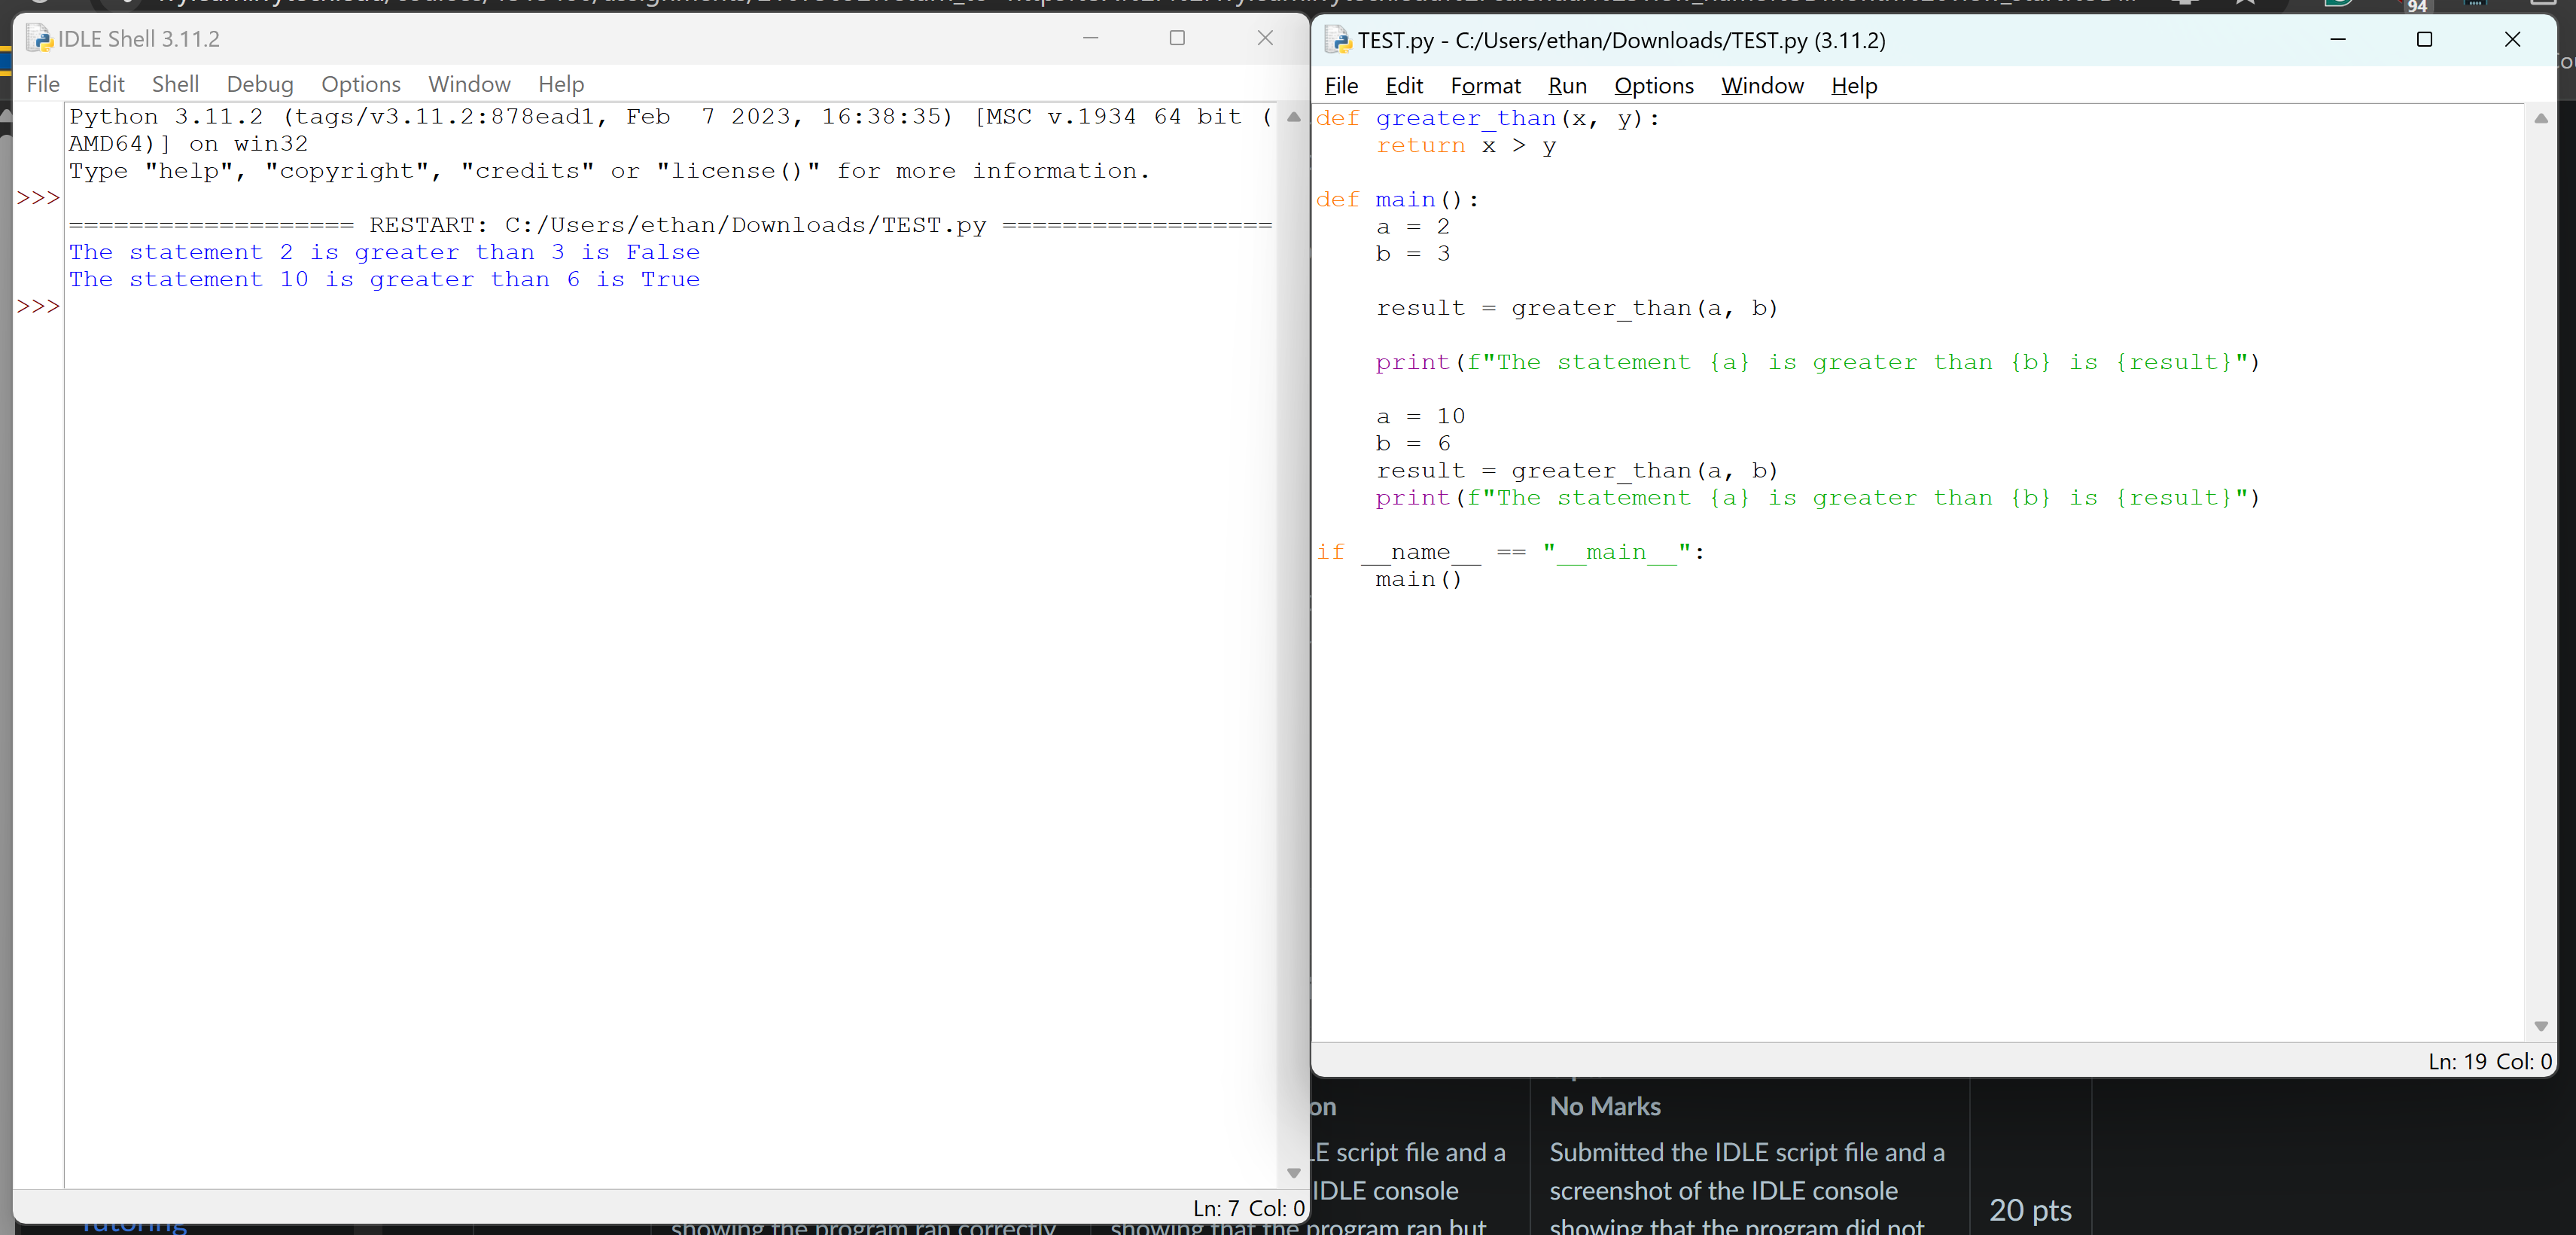 94
IDLE Shell 3.11.2
File Edit Shell Debug Options Window Help
Python 3.11.2 (tags/v3.11.2:878ead1, Feb  7 2023, 16:38:35) [MSC v.1934 64 bit (
AMD64)] on win32
Type "help", "copyright", "credits" or "license()" for more information.
>>>
=================== RESTART: C:/Users/ethan/Downloads/TEST.py ==================
The statement 2 is greater than 3 is False
The statement 10 is greater than 6 is True
>>>
Ln: 7 Col: 0
TEST.py - C:/Users/ethan/Downloads/TEST.py (3.11.2)
File Edit Format Run Options Window Help
def greater_than(x, y):
    return x > y
def main():
    a = 2
    b = 3
    result = greater_than(a, b)
    print(f"The statement {a} is greater than {b} is {result}")
    a = 10
    b = 6
    result = greater_than(a, b)
    print(f"The statement {a} is greater than {b} is {result}")
if __name__ == "__main__":
    main()
Ln: 19 Col: 0
on
LE script file and a
IDLE console
showing that the program ran but
No Marks
Submitted the IDLE script file and a
screenshot of the IDLE console
showing that the program did not
20 pts
Tutoring
showing the program ran correctly